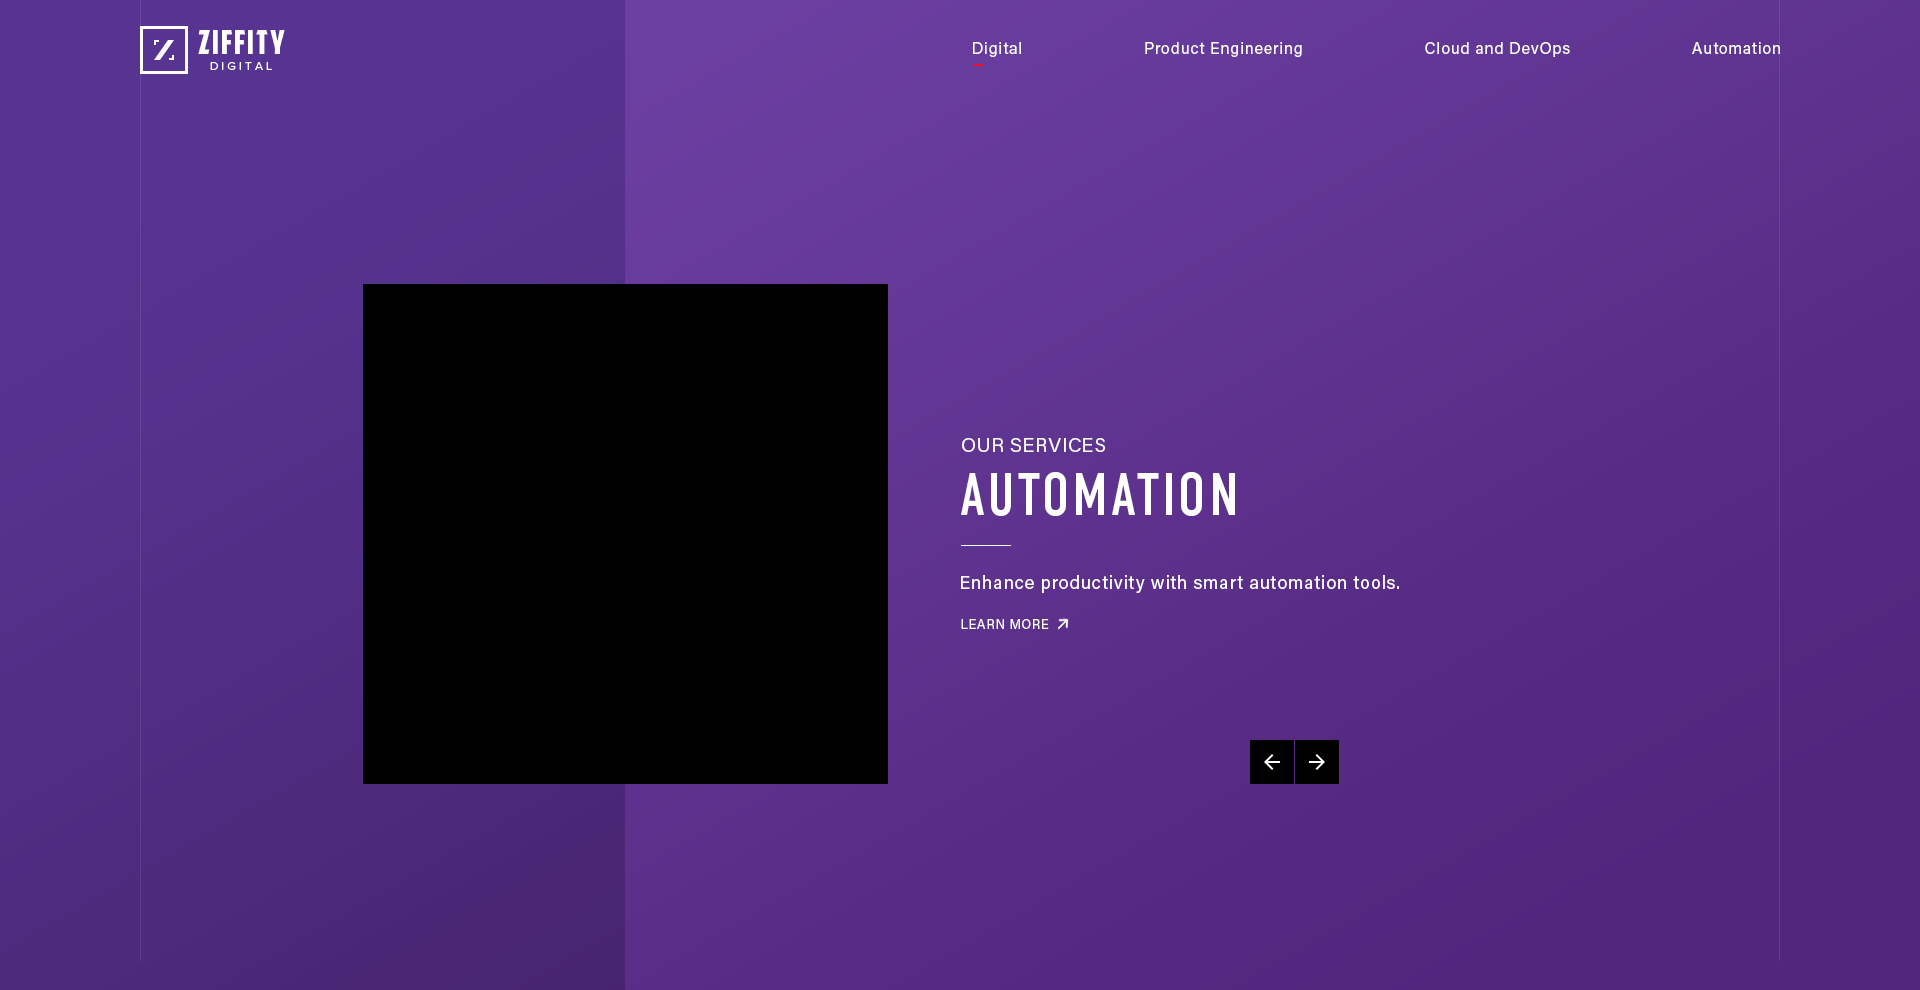 ZIFFITY
DIGITAL
Digital
Product Engineering
Cloud and DevOps
Automation
OUR SERVICES
AUTOMATION
Enhance productivity with smart automation tools.
LEARN MORE